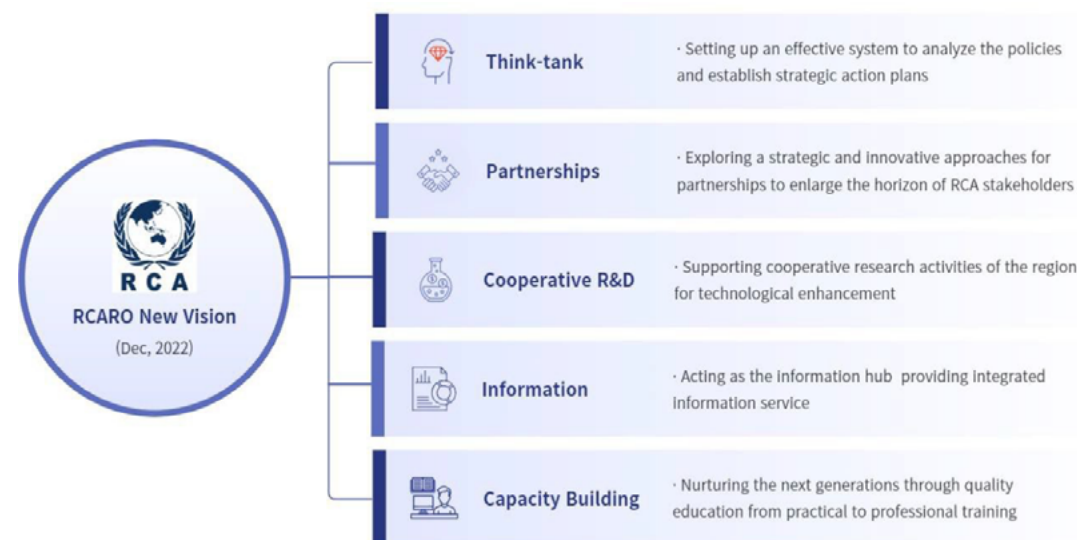 RCA
RCARO New Vision
(Dec, 2022)
Think-tank
· Setting up an effective system to analyze the policies
and establish strategic action plans
Partnerships
· Exploring a strategic and innovative approaches for
partnerships to enlarge the horizon of RCA stakeholders
Cooperative R&D
· Supporting cooperative research activities of the region
for technological enhancement
Information
· Acting as the information hub providing integrated
information service
Capacity Building
· Nurturing the next generations through quality
education from practical to professional training